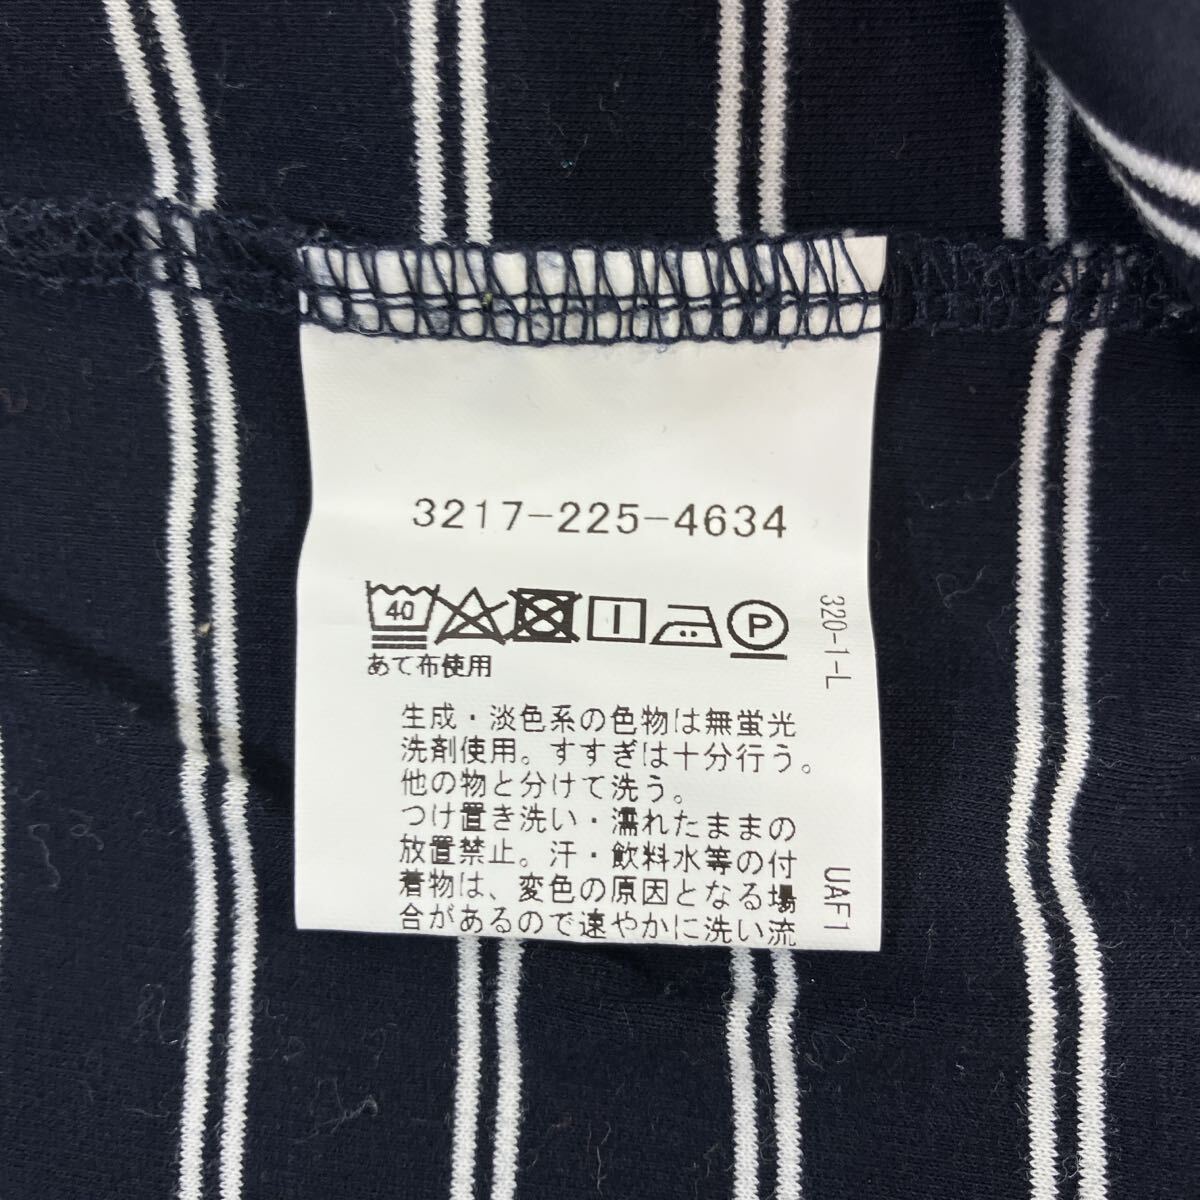 3217-225-4634
40
P
あて布使用
生成・淡色系の色物は無蛍光
洗剤使用。すすぎは十分行う。
他の物と分けて洗う。
つけ置き洗い・濡れたままの
放置禁止。汗・飲料水等の付
着物は、変色の原因となる場
合があるので速やかに洗い流
320-1-L
UAF1